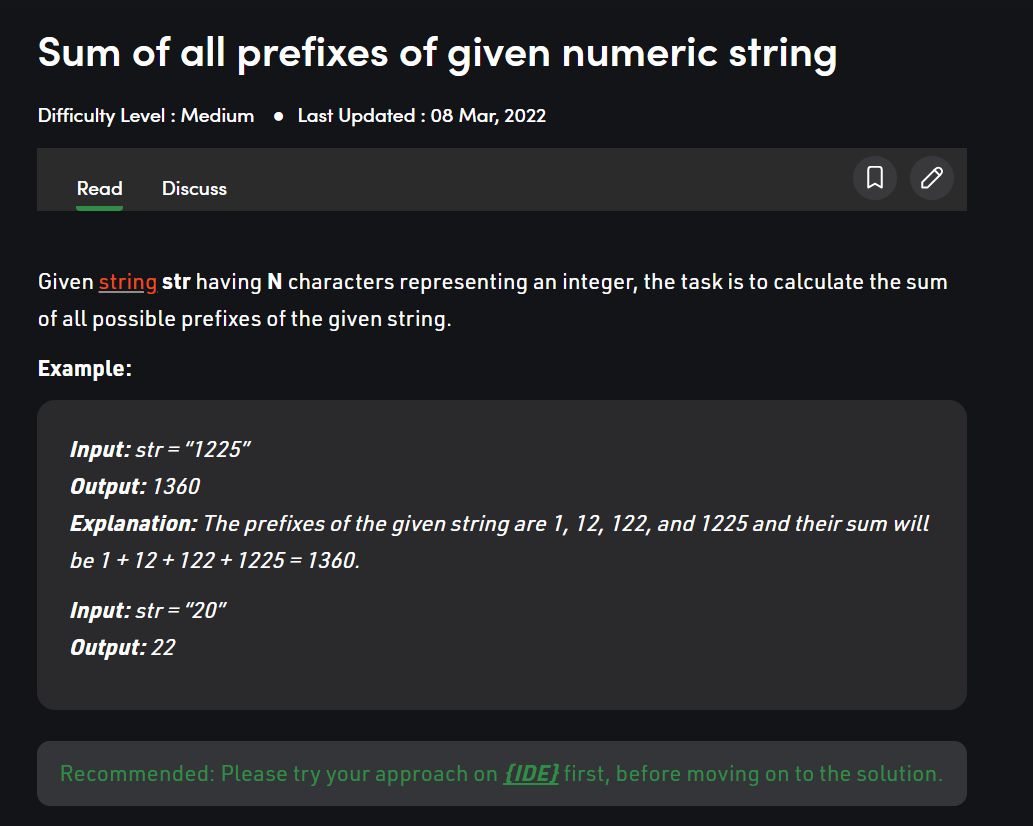 Sum of all prefixes of given numeric string
Difficulty Level : Medium ● Last Updated : 08 Mar, 2022
Read Discuss
Given string str having N characters representing an integer, the task is to calculate the sum
of all possible prefixes of the given string.
Example:
Input: str = “1225”
Output: 1360
Explanation: The prefixes of the given string are 1, 12, 122, and 1225 and their sum will
be 1 + 12 + 122 + 1225 = 1360.
Input: str = “20”
Output: 22
Recommended: Please try your approach on {IDE} first, before moving on to the solution.